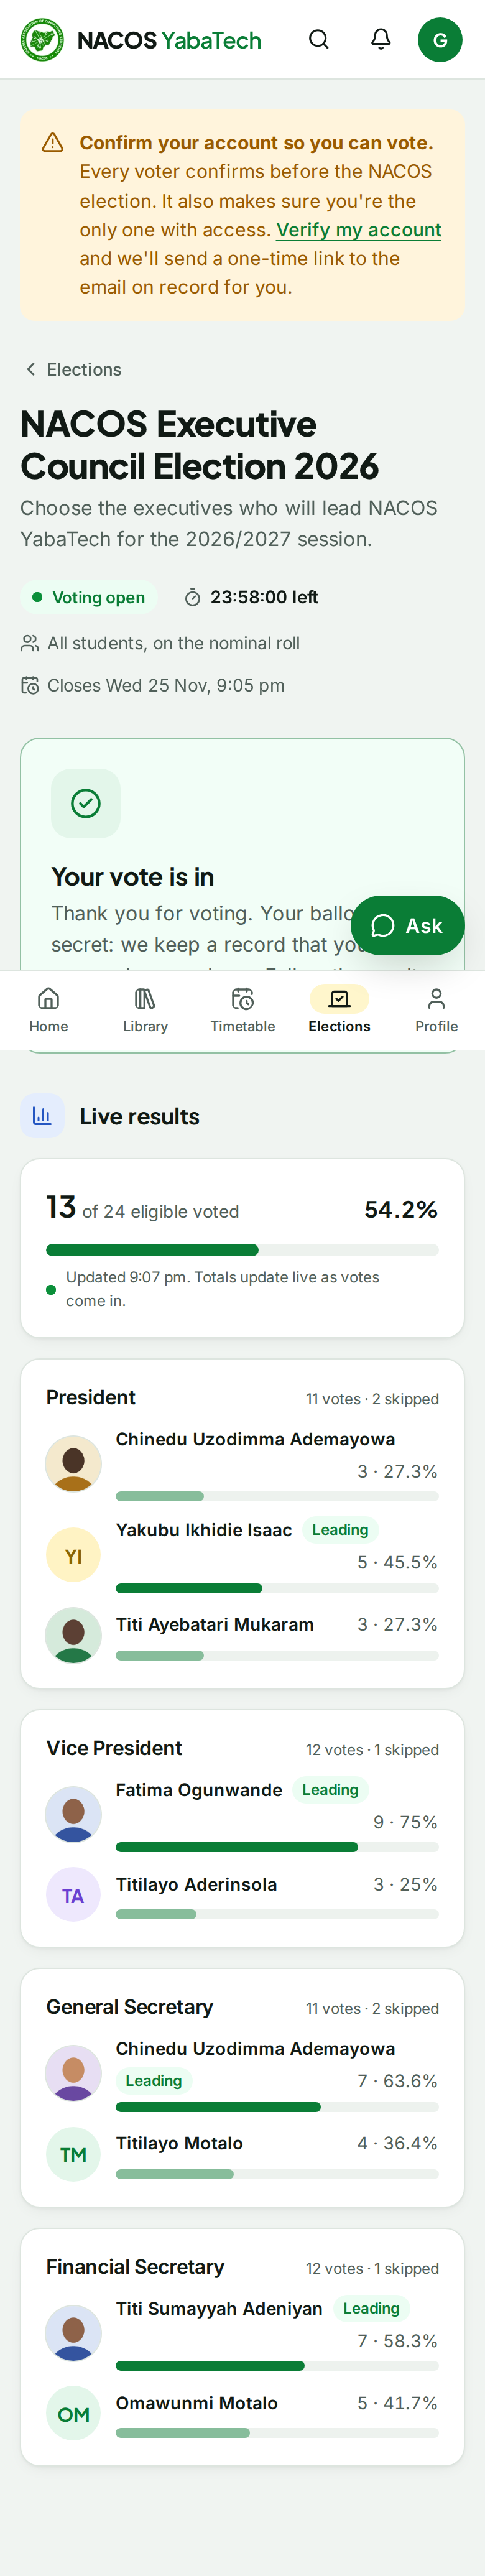 NACOS YabaTech
G
Confirm your account so you can vote.
Every voter confirms before the NACOS
election. It also makes sure you're the
only one with access. Verify my account
and we'll send a one-time link to the
email on record for you.
Elections
NACOS Executive
Council Election 2026
Choose the executives who will lead NACOS
YabaTech for the 2026/2027 session.
Voting open
23:58:00 left
All students, on the nominal roll
Closes Wed 25 Nov, 9:05 pm
Your vote is in
Thank you for voting. Your ballo
secret: we keep a record that yo
Ask
Home
Library
Timetable
Elections
Profile
Live results
13 of 24 eligible voted
54.2%
Updated 9:07 pm. Totals update live as votes
come in.
President
11 votes · 2 skipped
Chinedu Uzodimma Ademayowa
3 · 27.3%
YI
Yakubu Ikhidie Isaac
Leading
5 · 45.5%
Titi Ayebatari Mukaram
3 · 27.3%
Vice President
12 votes · 1 skipped
Fatima Ogunwande
Leading
9 · 75%
TA
Titilayo Aderinsola
3 · 25%
General Secretary
11 votes · 2 skipped
Chinedu Uzodimma Ademayowa
Leading
7 · 63.6%
TM
Titilayo Motalo
4 · 36.4%
Financial Secretary
12 votes · 1 skipped
Titi Sumayyah Adeniyan
Leading
7 · 58.3%
OM
Omawunmi Motalo
5 · 41.7%